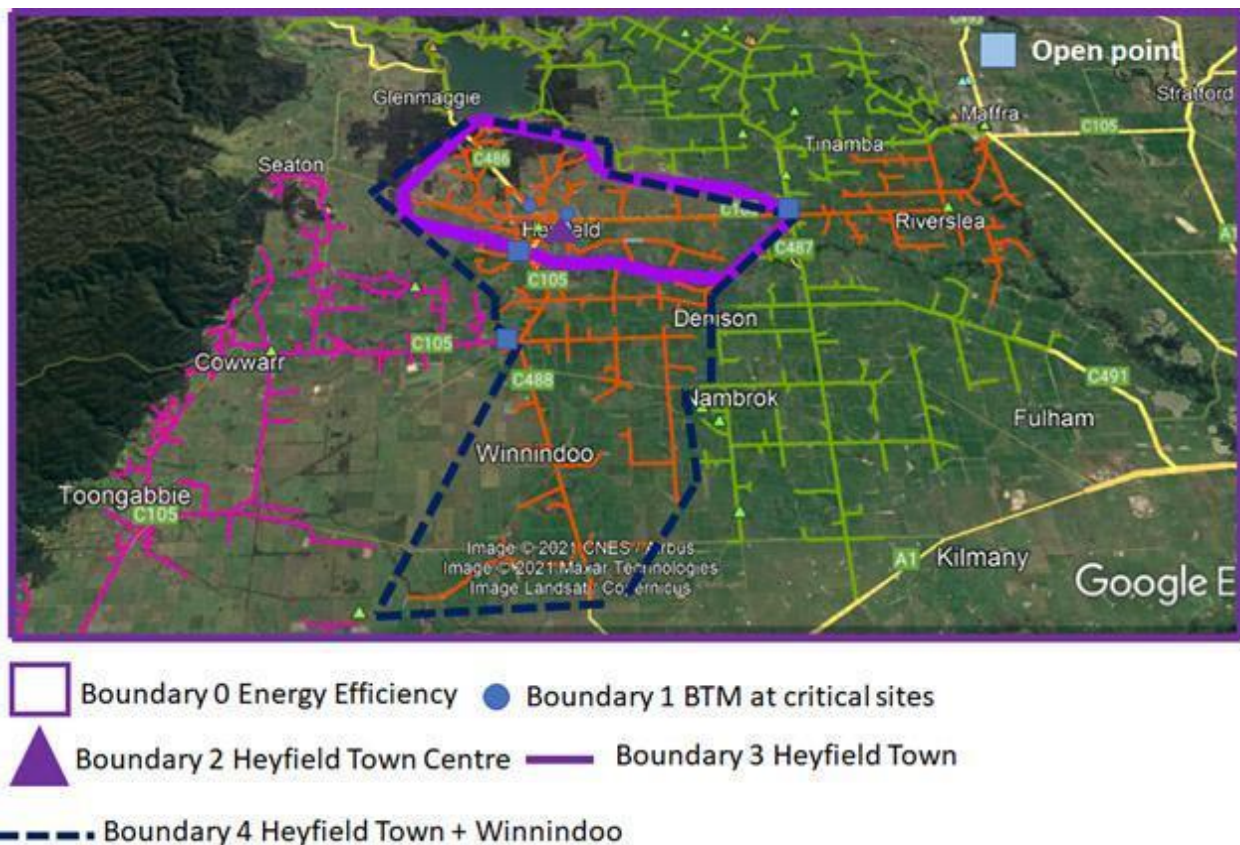 Open point
Glenmaggie
Maffra
Stratford
C105
Seaton
C486
Tinamba
Riverslea
A1
C487
C105
Denison
C105
Cowwarr
C488
Nambrok
C491
Fulham
Winnindoo
Toongabbie
C105
Image © 2021 CNES / Airbus
Image © 2021 Maxar Technologies
Image Landsat / Copernicus
A1
Kilmany
Google E
Boundary 0 Energy Efficiency
Boundary 1 BTM at critical sites
Boundary 2 Heyfield Town Centre
Boundary 3 Heyfield Town
Boundary 4 Heyfield Town + Winnindoo